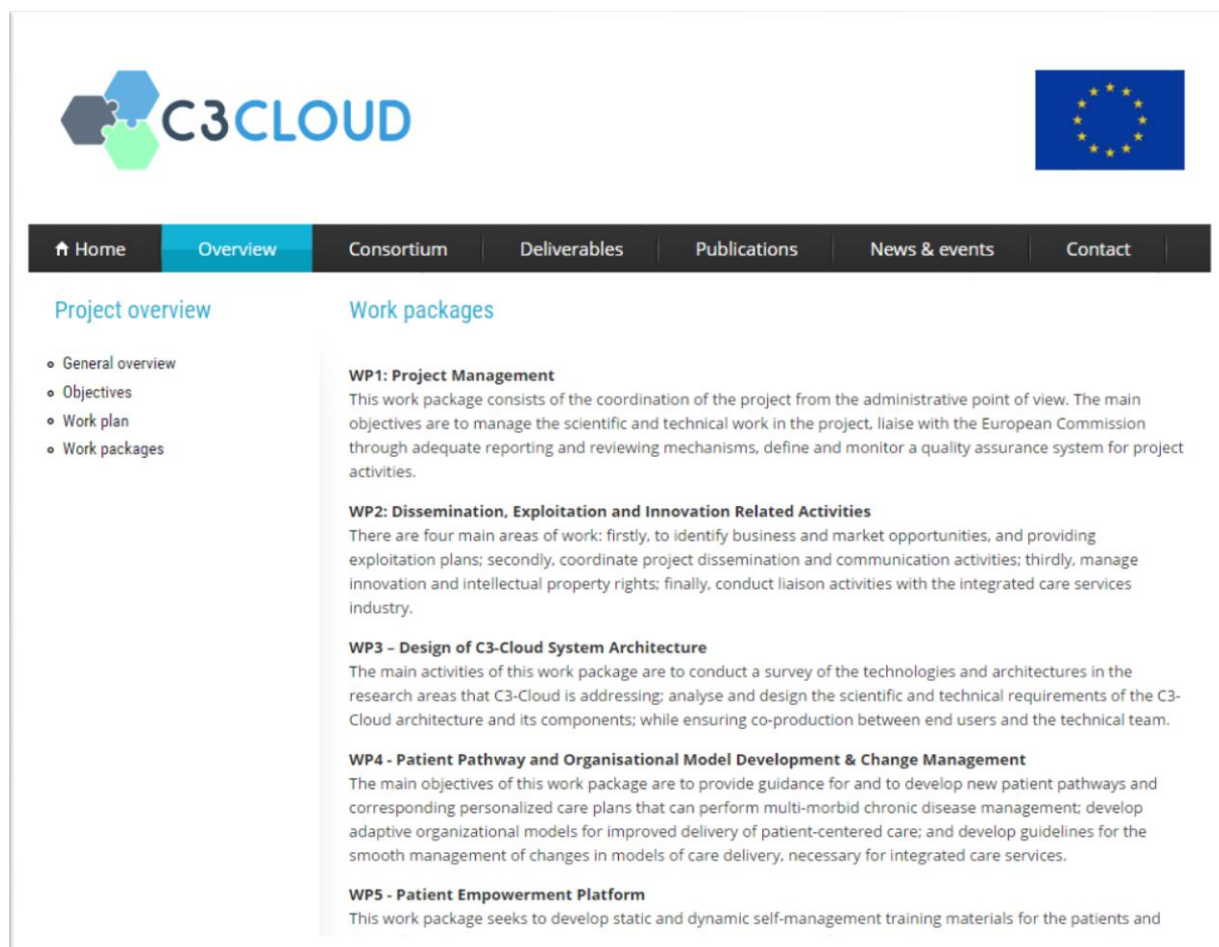 C3CLOUD
Home Overview Consortium Deliverables Publications News & events Contact
Project overview
General overview
Objectives
Work plan
Work packages
Work packages
WP1: Project Management
This work package consists of the coordination of the project from the administrative point of view. The main
objectives are to manage the scientific and technical work in the project, liaise with the European Commission
through adequate reporting and reviewing mechanisms, define and monitor a quality assurance system for project
activities.
WP2: Dissemination, Exploitation and Innovation Related Activities
There are four main areas of work: firstly, to identify business and market opportunities, and providing
exploitation plans; secondly, coordinate project dissemination and communication activities; thirdly, manage
innovation and intellectual property rights; finally, conduct liaison activities with the integrated care services
industry.
WP3 – Design of C3-Cloud System Architecture
The main activities of this work package are to conduct a survey of the technologies and architectures in the
research areas that C3-Cloud is addressing; analyse and design the scientific and technical requirements of the C3-
Cloud architecture and its components; while ensuring co-production between end users and the technical team.
WP4 - Patient Pathway and Organisational Model Development & Change Management
The main objectives of this work package are to provide guidance for and to develop new patient pathways and
corresponding personalized care plans that can perform multi-morbid chronic disease management; develop
adaptive organizational models for improved delivery of patient-centered care; and develop guidelines for the
smooth management of changes in models of care delivery, necessary for integrated care services.
WP5 - Patient Empowerment Platform
This work package seeks to develop static and dynamic self-management training materials for the patients and